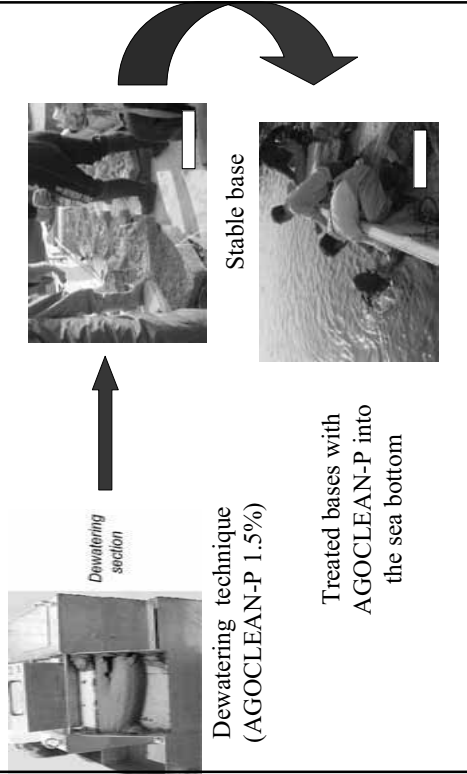 Dewatering
section
Dewatering technique
(AGOCLEAN-P 1.5%)
Stable base
Treated bases with
AGOCLEAN-P into
the sea bottom